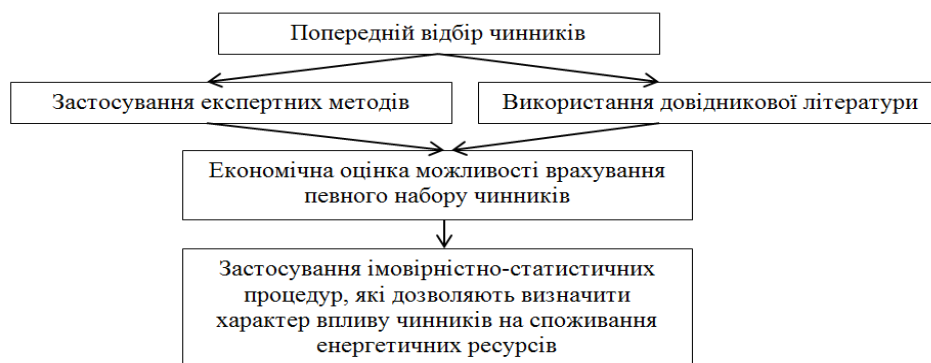 Попередній відбір чинників
Застосування експертних методів
Використання довідникової літератури
Економічна оцінка можливості врахування
певного набору чинників
Застосування імовірністно-статистичних
процедур, які дозволяють визначити
характер впливу чинників на споживання
енергетичних ресурсів